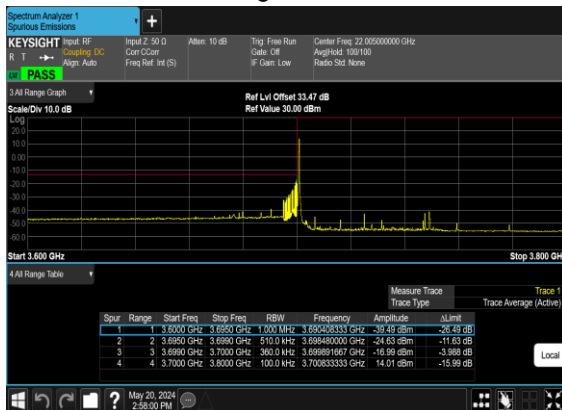 Spectrum Analyzer 1
Spurious Emissions
KEYSIGHT Input: RF Input Z: 50 Ω Atten: 10 dB Trig: Free Run Center Freq: 22.005000000 GHz
R T Coupling: DC Corr CCorr Gate: Off Avg|Hold: 100/100
Align: Auto Freq Ref: Int (S) IF Gain: Low Radio Std: None
PASS
3 All Range Graph
Ref Lvl Offset 33.47 dB
Scale/Div 10.0 dB Ref Value 30.00 dBm
Log
20.0
10.0
0.00
-10.0
-20.0
-30.0
-40.0
-50.0
-60.0
Start 3.600 GHz Stop 3.800 GH
4 All Range Table
Measure Trace Trace 1
Trace Type Trace Average (Active)
Spur Range Start Freq Stop Freq RBW Frequency Amplitude ΔLimit
1 1 3.6000 GHz 3.6950 GHz 1.000 MHz 3.690408333 GHz -39.49 dBm -26.49 dB
2 2 3.6950 GHz 3.6990 GHz 510.0 kHz 3.698480000 GHz -24.63 dBm -11.63 dB
3 3 3.6990 GHz 3.7000 GHz 360.0 kHz 3.699891667 GHz -16.99 dBm -3.988 dB
4 4 3.7000 GHz 3.8000 GHz 100.0 kHz 3.700833333 GHz 14.01 dBm -15.99 dB
Local
May 20, 2024
2:58:00 PM